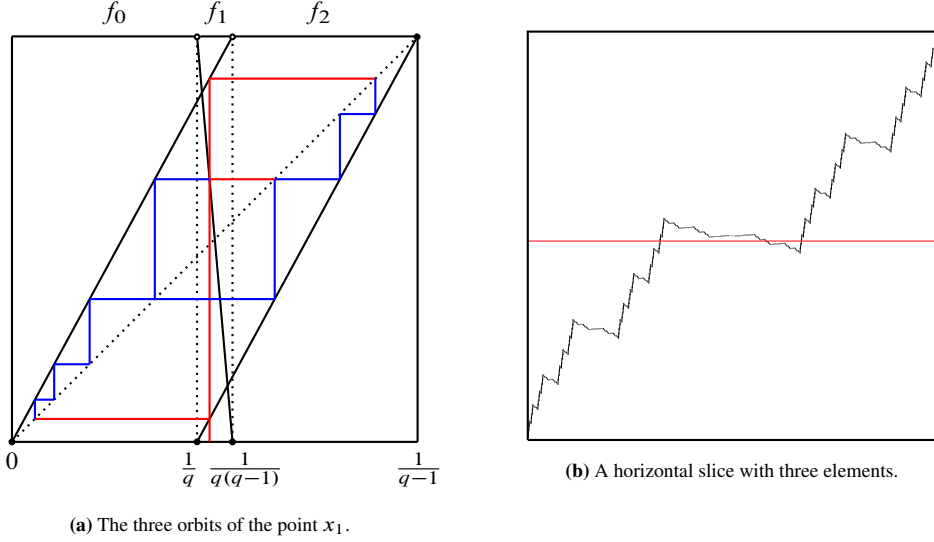 f₀ f₁ f₂
0 1/q 1/q(q−1) 1/q−1
(a) The three orbits of the point x₁.
(b) A horizontal slice with three elements.